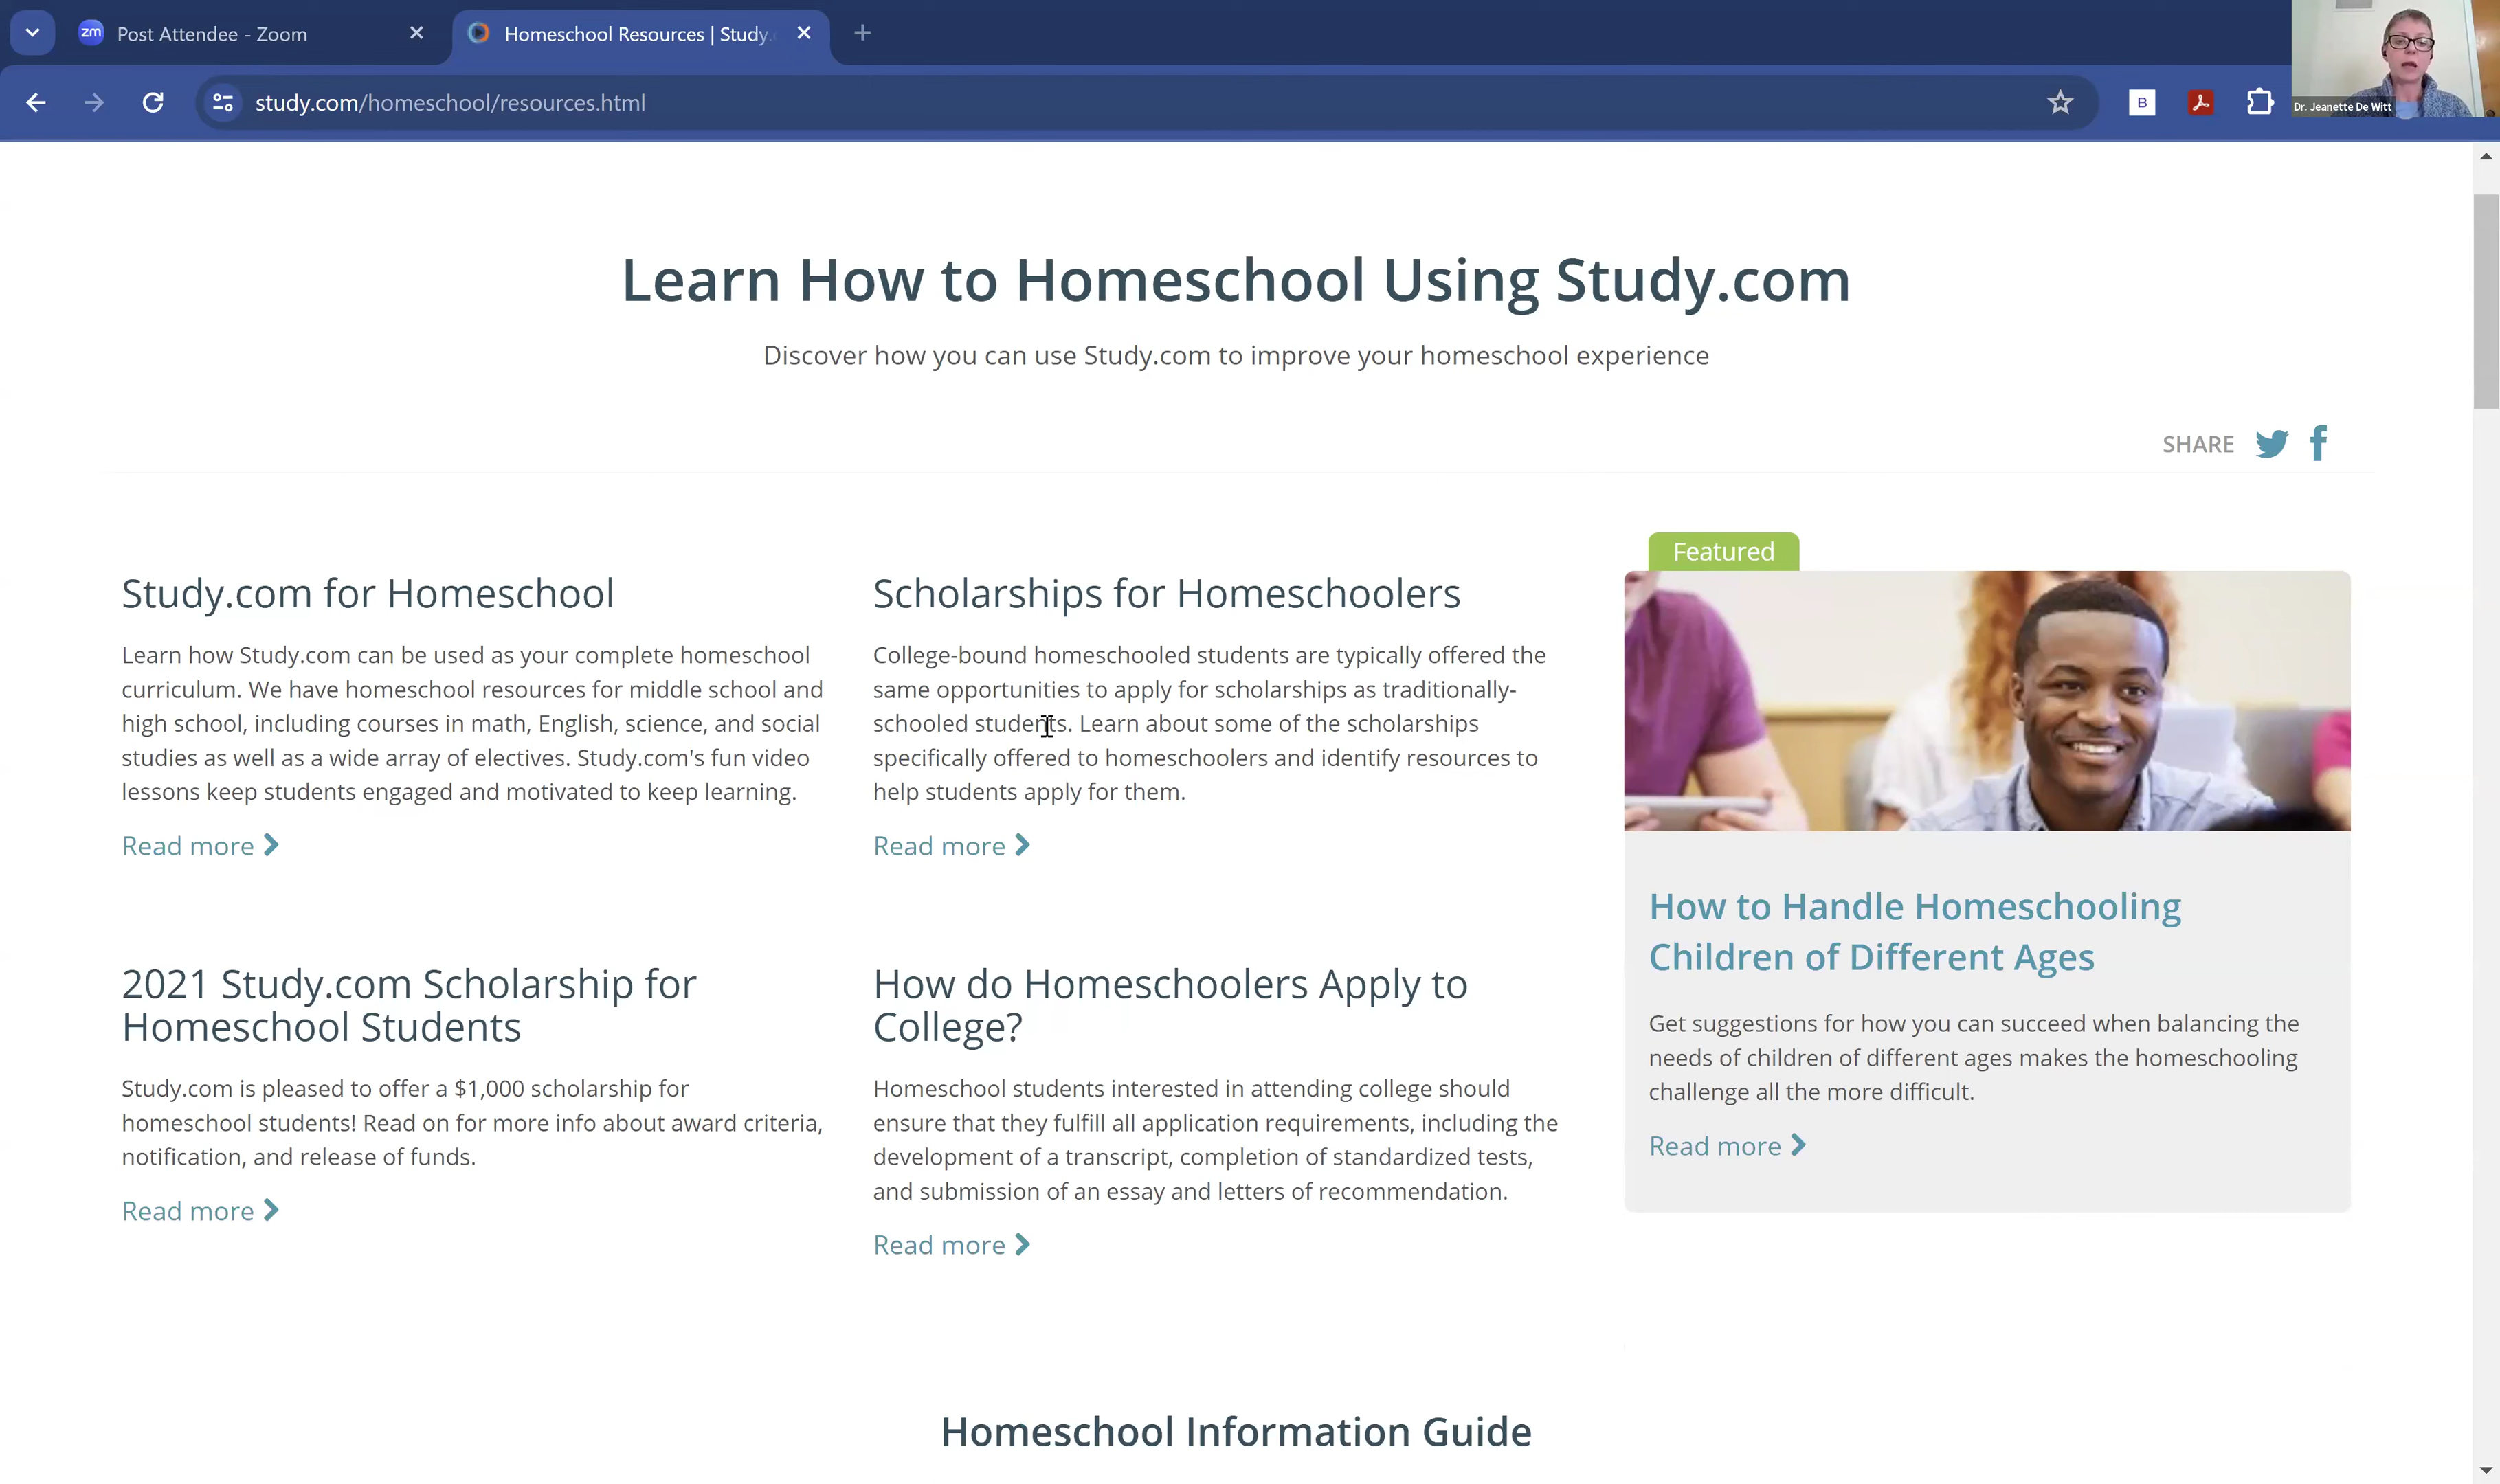 zm
Post Attendee - Zoom
Homeschool Resources | Study.
study.com/homeschool/resources.html
B
Dr. Jeanette De Witt
Learn How to Homeschool Using Study.com
Discover how you can use Study.com to improve your homeschool experience
SHARE
Study.com for Homeschool
Learn how Study.com can be used as your complete homeschool
curriculum. We have homeschool resources for middle school and
high school, including courses in math, English, science, and social
studies as well as a wide array of electives. Study.com's fun video
lessons keep students engaged and motivated to keep learning.
Read more
Scholarships for Homeschoolers
College-bound homeschooled students are typically offered the
same opportunities to apply for scholarships as traditionally-
schooled students. Learn about some of the scholarships
specifically offered to homeschoolers and identify resources to
help students apply for them.
Read more
2021 Study.com Scholarship for
Homeschool Students
Study.com is pleased to offer a $1,000 scholarship for
homeschool students! Read on for more info about award criteria,
notification, and release of funds.
Read more
How do Homeschoolers Apply to
College?
Homeschool students interested in attending college should
ensure that they fulfill all application requirements, including the
development of a transcript, completion of standardized tests,
and submission of an essay and letters of recommendation.
Read more
Featured
How to Handle Homeschooling
Children of Different Ages
Get suggestions for how you can succeed when balancing the
needs of children of different ages makes the homeschooling
challenge all the more difficult.
Read more
Homeschool Information Guide